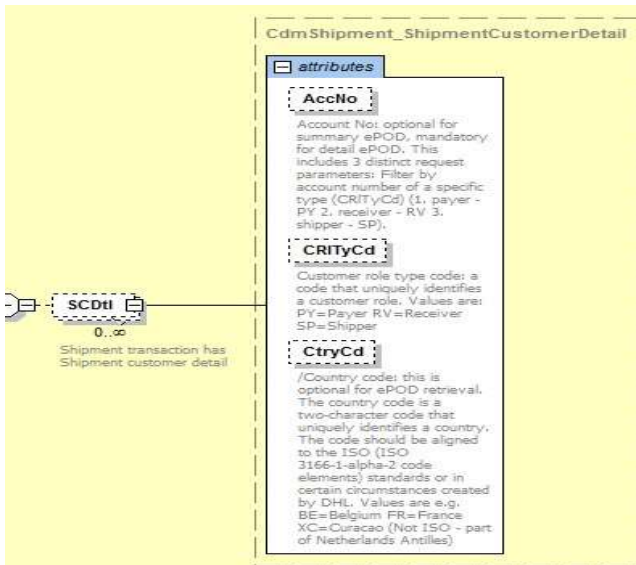 CdmShipment_ShipmentCustomerDetail
attributes
AccNo
Account No: optional for
summary ePOD, mandatory
for detail ePOD. This
includes 3 distinct request
parameters: Filter by
account number of a specific
type (CRlTyCd) (1. payer -
PY 2. receiver - RV 3.
shipper - SP).
CRlTyCd
Customer role type code: a
code that uniquely identifies
a customer role. Values are:
PY=Payer RV=Receiver
SP=Shipper
SCDtl
0..∞
Shipment transaction has
Shipment customer detail
CtryCd
/Country code: this is
optional for ePOD retrieval.
The country code is a
two-character code that
uniquely identifies a country.
The code should be aligned
to the ISO (ISO
3166-1-alpha-2 code
elements) standards or in
certain circumstances created
by DHL. Values are e.g.
BE=Belgium FR=France
XC=Curacao (Not ISO - part
of Netherlands Antilles)